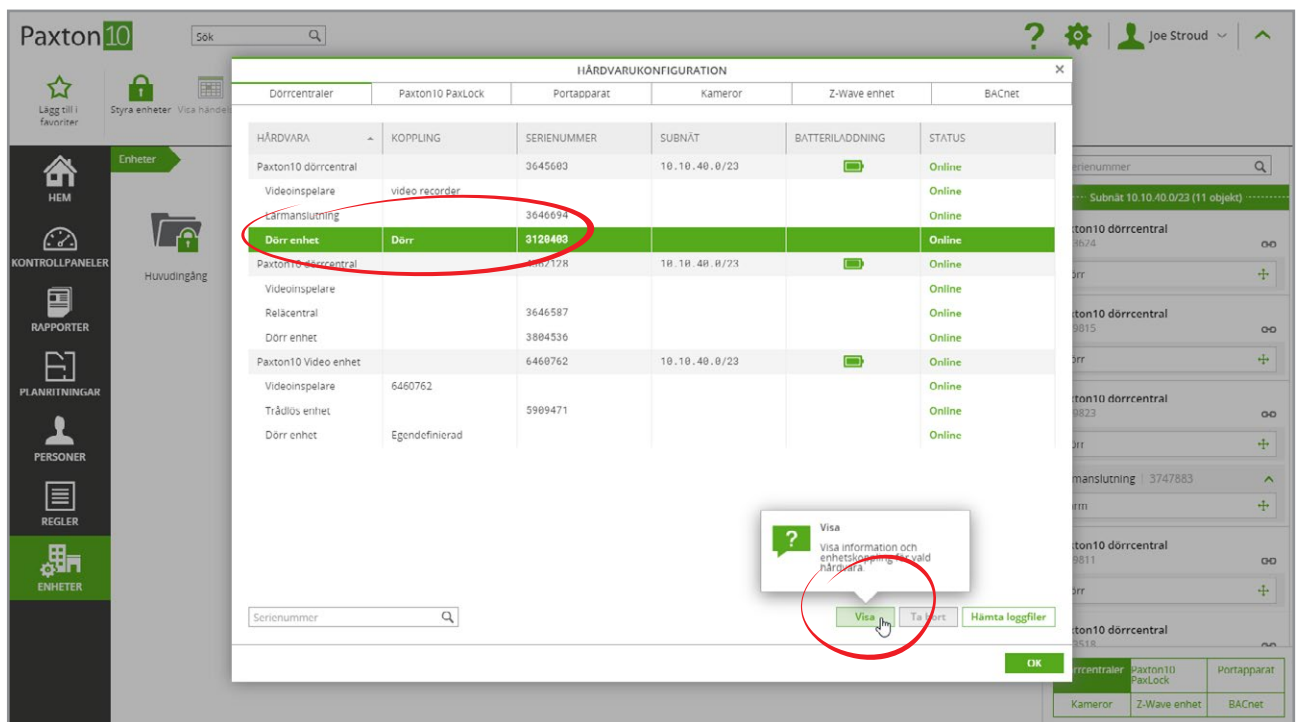 Paxton10
Sök
?
Joe Stroud
Lägg till i
favoriter
Styra enheter
HEM
KONTROLLPANELER
RAPPORTER
PLANRITNINGAR
PERSONER
REGLER
ENHETER
Enheter
Huvudingång
HÅRDVARUKONFIGURATION
Dörrcentraler Paxton10 PaxLock Portapparat Kameror Z-Wave enhet BACnet
HÅRDVARA KOPPLING SERIENUMMER SUBNÄT BATTERILADDNING STATUS
Paxton10 dörrcentral 3645603 10.10.40.0/23 Online
Videoinspelare video recorder Online
Larmanslutning 3646694 Online
Dörr enhet Dörr 3120403 Online
Paxton10 dörrcentral 10.10.40.0/23 Online
Videoinspelare Online
Reläcentral 3646587 Online
Dörr enhet 3804536 Online
Paxton10 Video enhet 6460762 10.10.40.0/23 Online
Videoinspelare 6460762 Online
Trådlös enhet 5909471 Online
Dörr enhet Egendefinierad Online
?
Visa
Visa information och
enhetskoppling för vald
hårdvara.
Serienummer
Visa Ta bort Hämta loggfiler
OK
Subnät 10.10.40.0/23 (11 objekt)
dörrcentral
dörrcentral
9815
dörrcentral
9823
3747883
dörrcentral
9811
dörrcentral
Paxton10
PaxLock
Portapparat
Kameror Z-Wave enhet BACnet